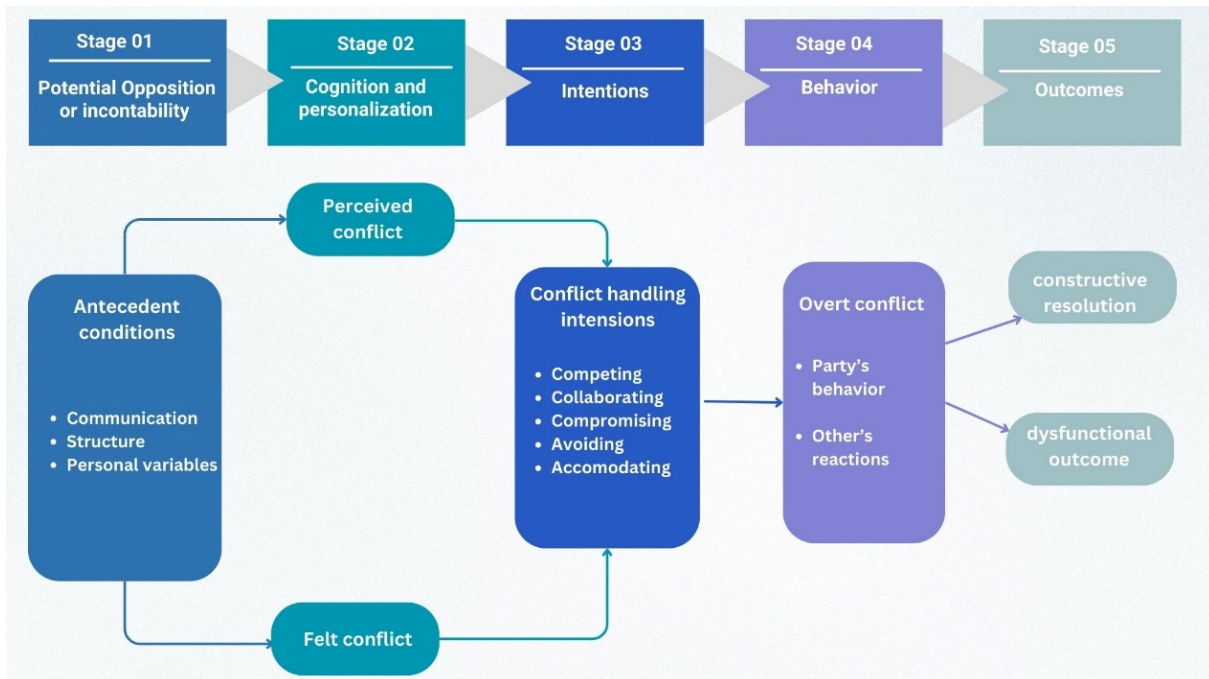 Stage 01
Potential Opposition
or incontability
Stage 02
Cognition and
personalization
Stage 03
Intentions
Stage 04
Behavior
Stage 05
Outcomes
Perceived
conflict
Antecedent
conditions
• Communication
• Structure
• Personal variables
Felt conflict
Conflict handling
intensions
• Competing
• Collaborating
• Compromising
• Avoiding
• Accomodating
Overt conflict
• Party's
behavior
• Other's
reactions
constructive
resolution
dysfunctional
outcome